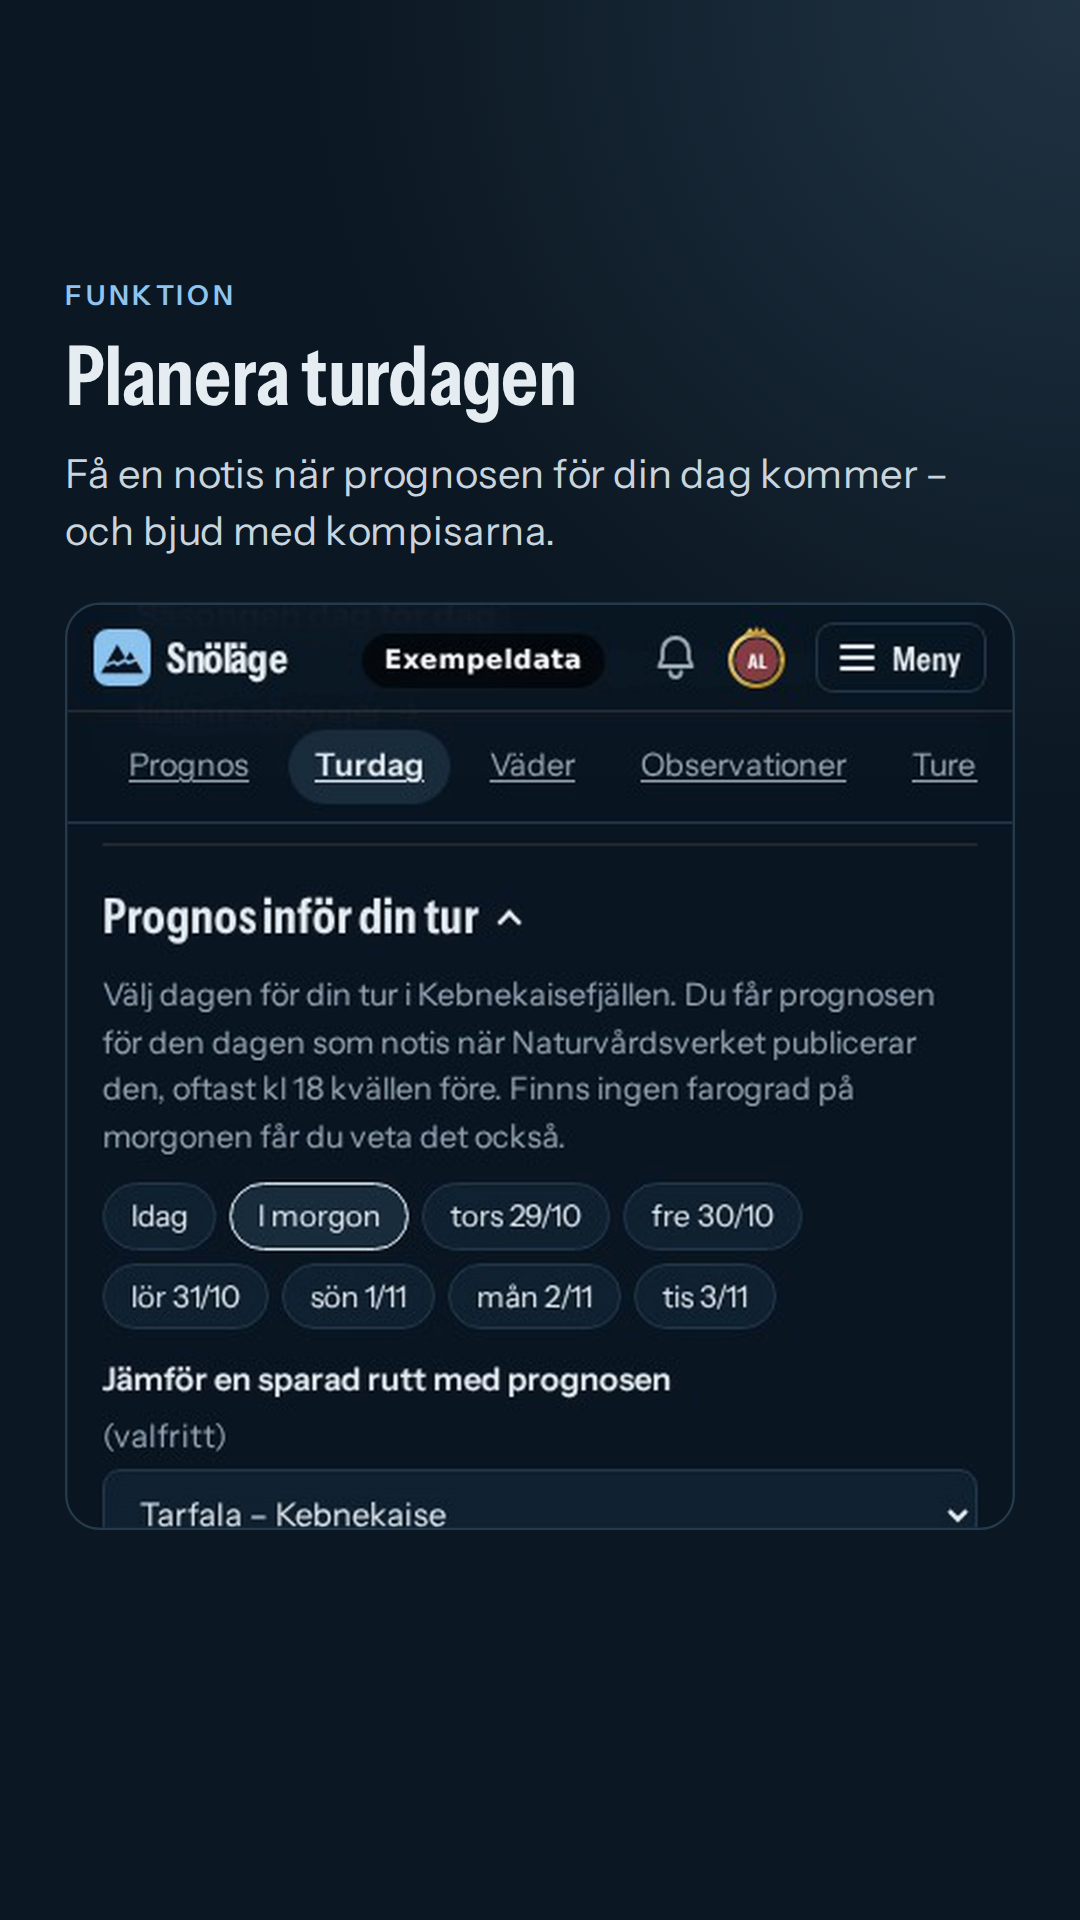 FUNKTION
Planera turdagen
Få en notis när prognosen för din dag kommer –
och bjud med kompisarna.
Snöläge
Exempeldata
AL
Meny
Prognos
Turdag
Väder
Observationer
Ture
Prognos inför din tur
Välj dagen för din tur i Kebnekaisefjällen. Du får prognosen
för den dagen som notis när Naturvårdsverket publicerar
den, oftast kl 18 kvällen före. Finns ingen farograd på
morgonen får du veta det också.
Idag
I morgon
tors 29/10
fre 30/10
lör 31/10
sön 1/11
mån 2/11
tis 3/11
Jämför en sparad rutt med prognosen
(valfritt)
Tarfala – Kebnekaise